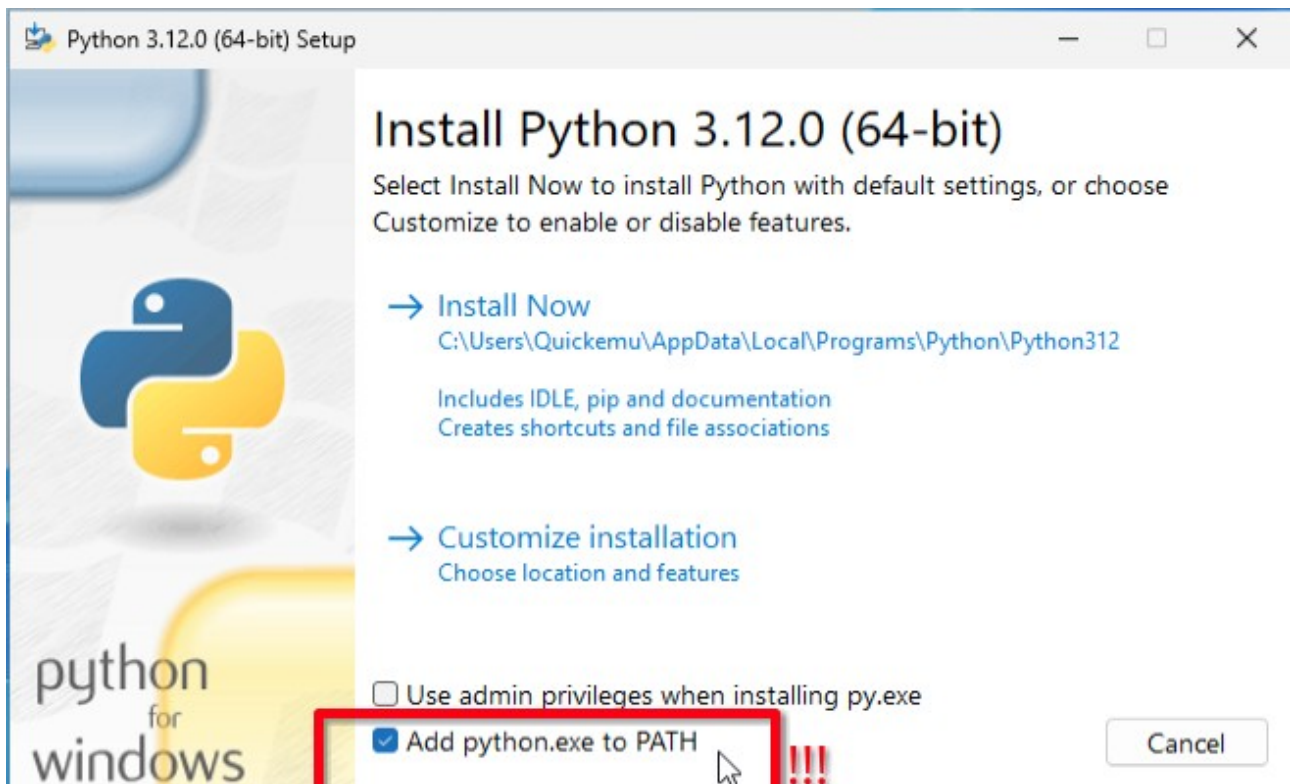 Python 3.12.0 (64-bit) Setup
Install Python 3.12.0 (64-bit)
Select Install Now to install Python with default settings, or choose
Customize to enable or disable features.
→ Install Now
C:\Users\Quickemu\AppData\Local\Programs\Python\Python312
Includes IDLE, pip and documentation
Creates shortcuts and file associations
→ Customize installation
Choose location and features
python
for
windows
Use admin privileges when installing py.exe
Add python.exe to PATH
!!!
Cancel